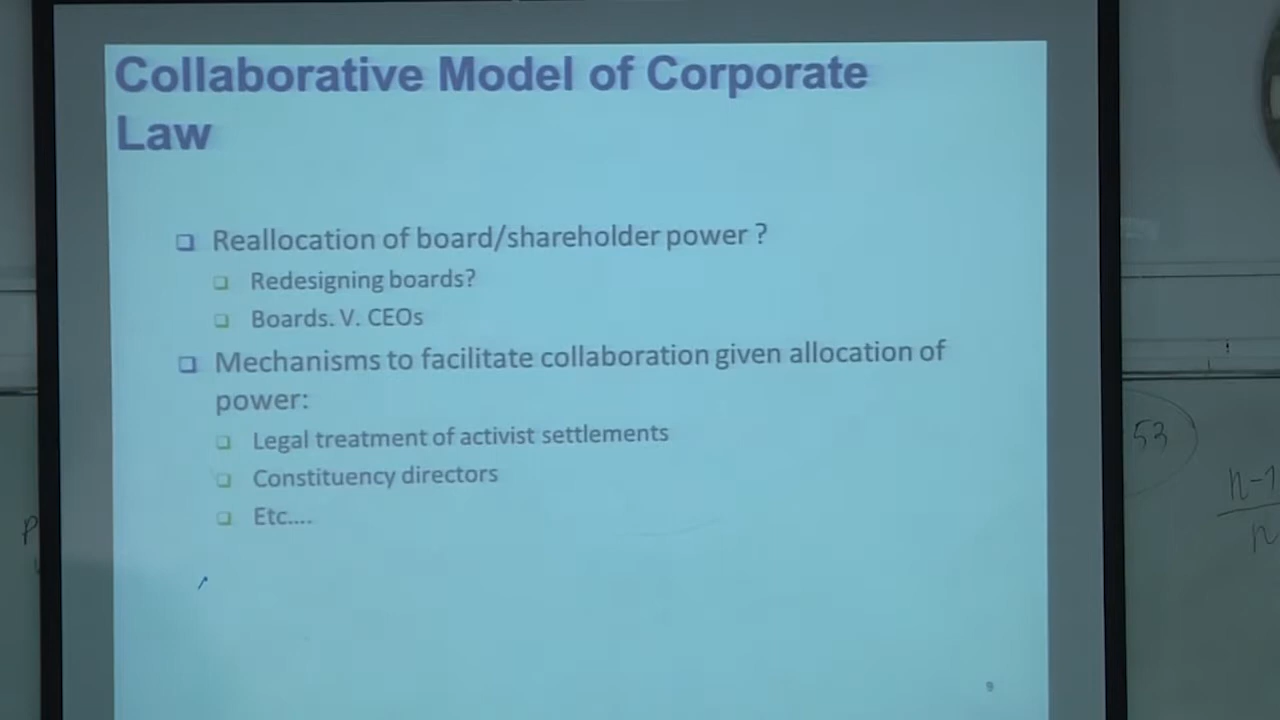 Collaborative Model of Corporate
Law
Reallocation of board/shareholder power ?
Redesigning boards?
Boards. V. CEOs
Mechanisms to facilitate collaboration given allocation of
power:
Legal treatment of activist settlements
Constituency directors
Etc....
9
53
n-1
n